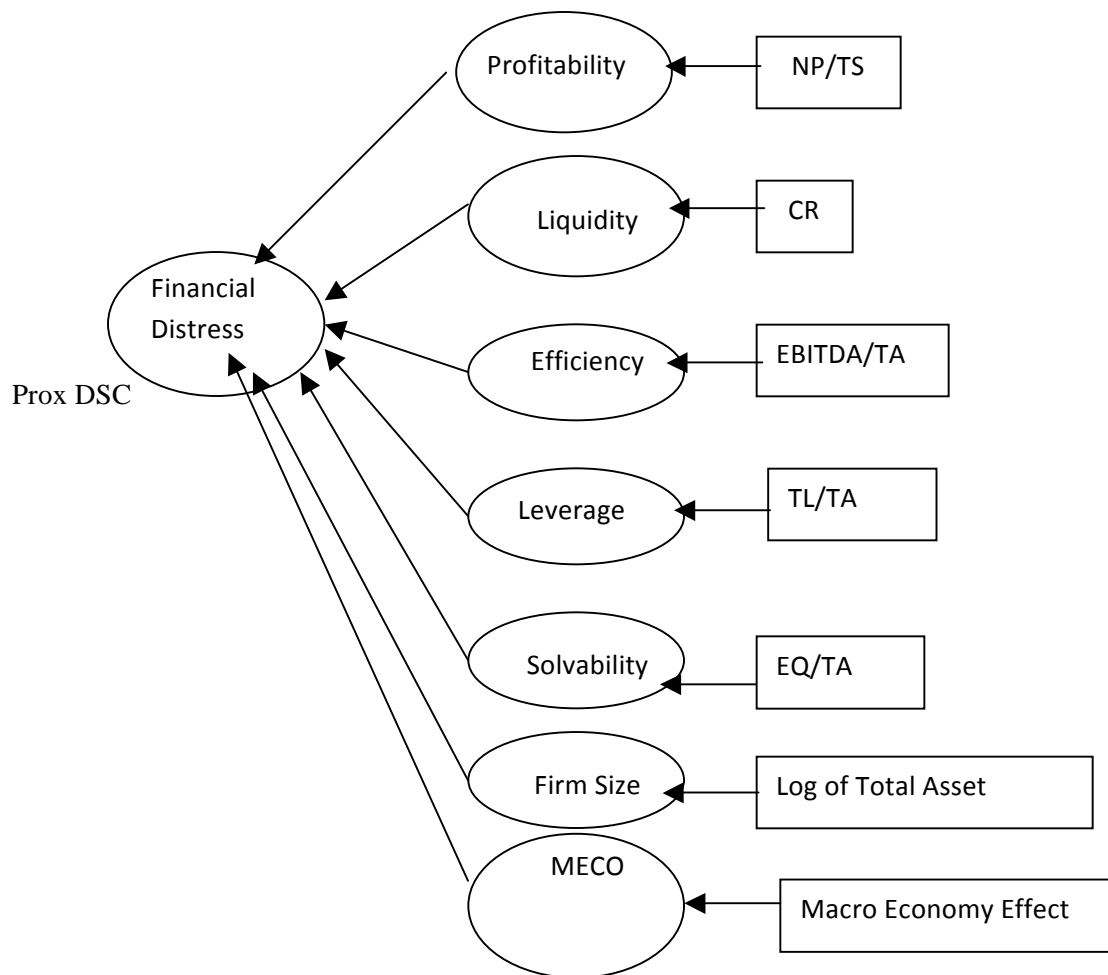 Profitability
NP/TS
Liquidity
CR
Financial
Distress
Prox DSC
Efficiency
EBITDA/TA
Leverage
TL/TA
Solvability
EQ/TA
Firm Size
Log of Total Asset
MECO
Macro Economy Effect